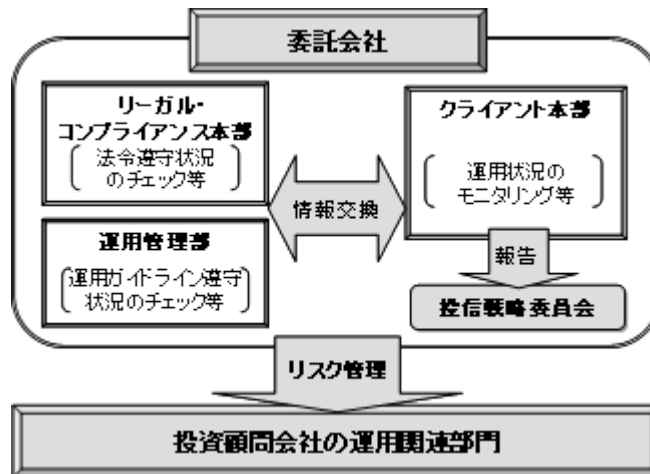 委託会社
リーガル・
コンプライアンス本部
法令遵守状況
のチェック等
クライアント本部
運用状況の
モニタリング等
情報交換
運用管理部
運用ガイドライン遵守
状況のチェック等
報告
投信戦略委員会
リスク管理
投資顧問会社の運用関連部門